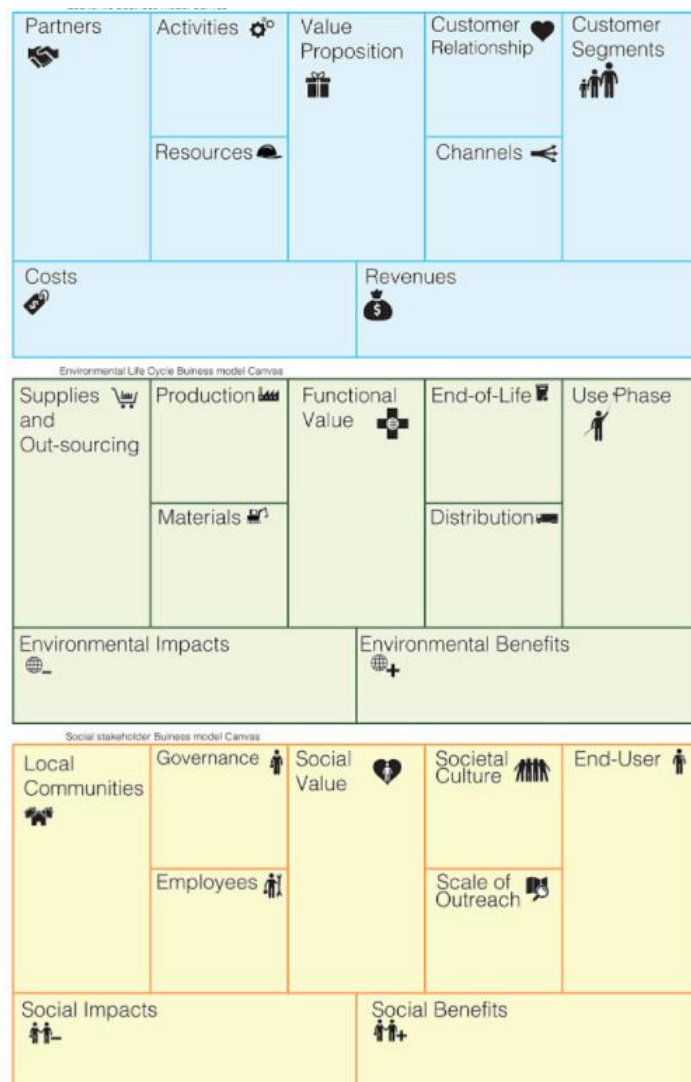 Partners
Activities
Value
Proposition
Customer
Relationship
Customer
Segments
Resources
Channels
Costs
$
Revenues
$
Environmental Life Cycle Buiness model Canvas
Supplies
and
Out-sourcing
Production
Functional
Value
End-of-Life
Use Phase
Materials
Distribution
Environmental Impacts
Environmental Benefits
Social stakeholder Buiness model Canvas
Local
Communities
Governance
Social
Value
Societal
Culture
End-User
Employees
Scale of
Outreach
Social Impacts
Social Benefits